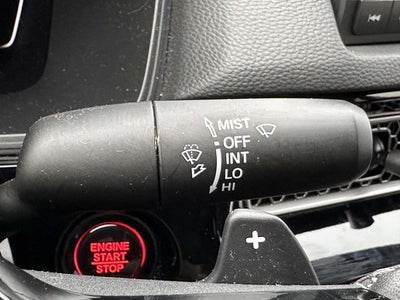 MIST
OFF
INT
LO
HI
ENGINE
START
STOP
+